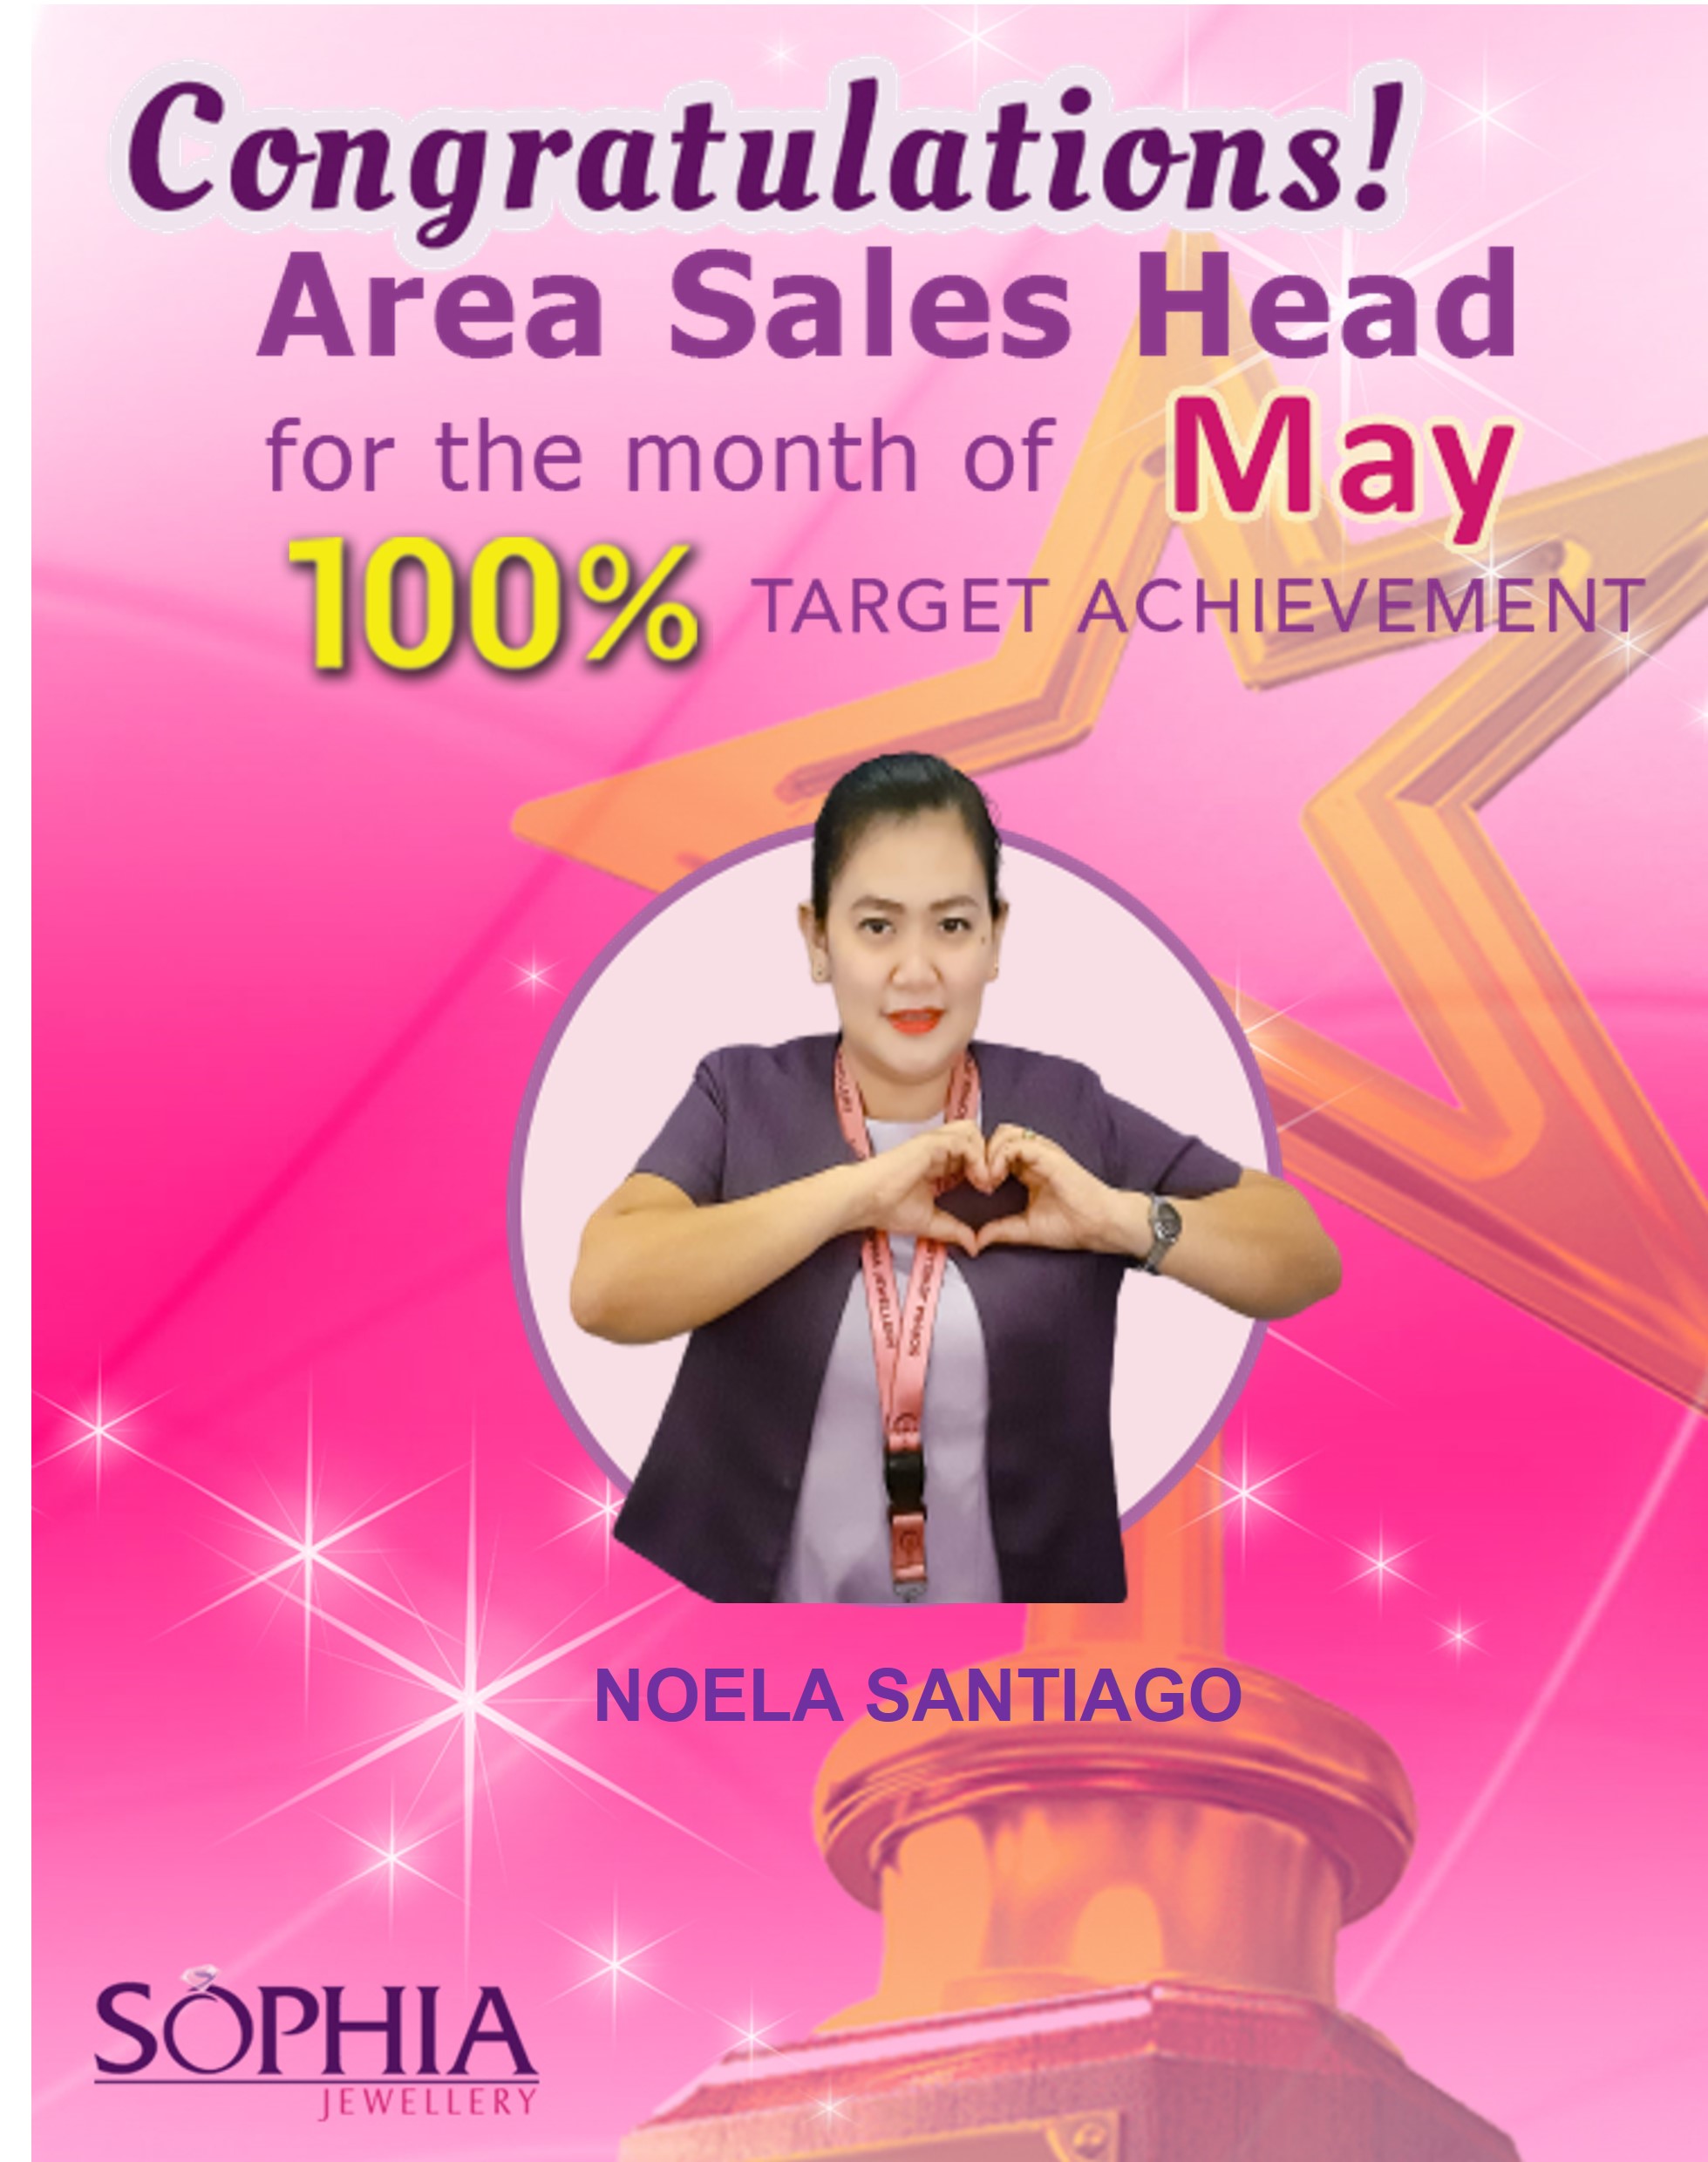 Congratulations!
Area Sales Head
for the month of May
100% TARGET ACHIEVEMENT
NOELA SANTIAGO
SOPHIA
JEWELLERY